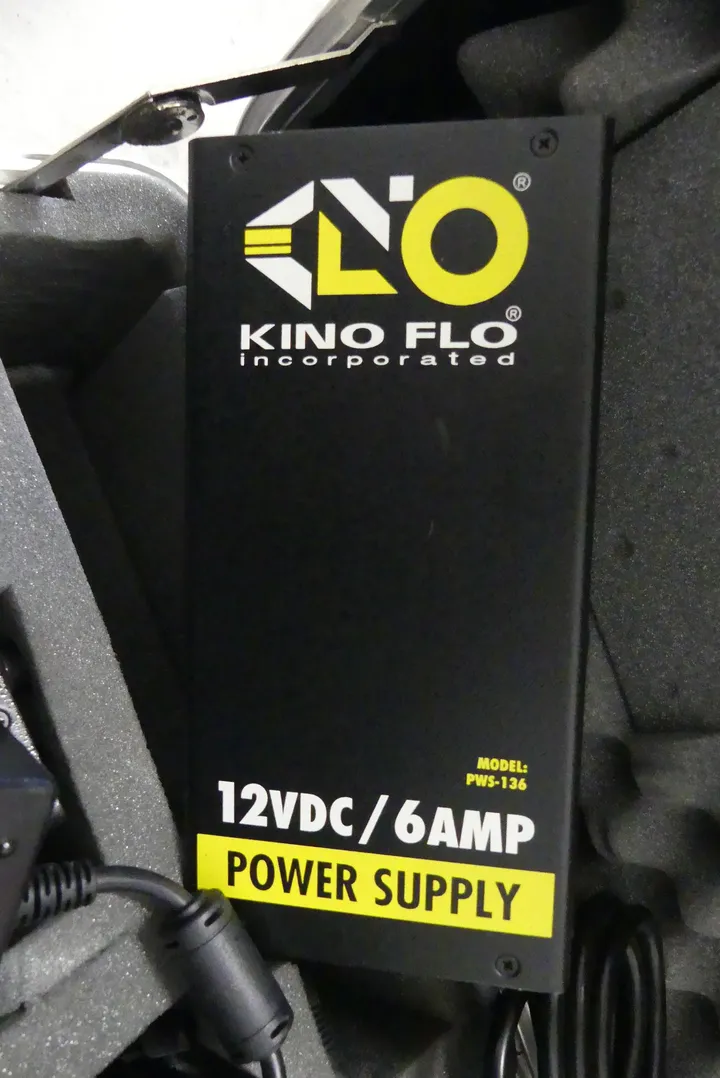 ®
KINO FLO®
incorporated
MODEL:
PWS-136
12VDC/6AMP
POWER SUPPLY